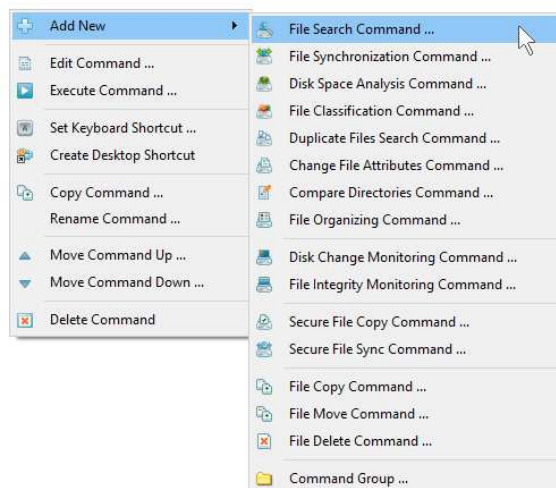 Add New
Edit Command ...
Execute Command ...
Set Keyboard Shortcut ...
Create Desktop Shortcut
Copy Command ...
Rename Command ...
Move Command Up ...
Move Command Down ...
Delete Command
File Search Command ...
File Synchronization Command ...
Disk Space Analysis Command ...
File Classification Command ...
Duplicate Files Search Command ...
Change File Attributes Command ...
Compare Directories Command ...
File Organizing Command ...
Disk Change Monitoring Command ...
File Integrity Monitoring Command ...
Secure File Copy Command ...
Secure File Sync Command ...
File Copy Command ...
File Move Command ...
File Delete Command ...
Command Group ...